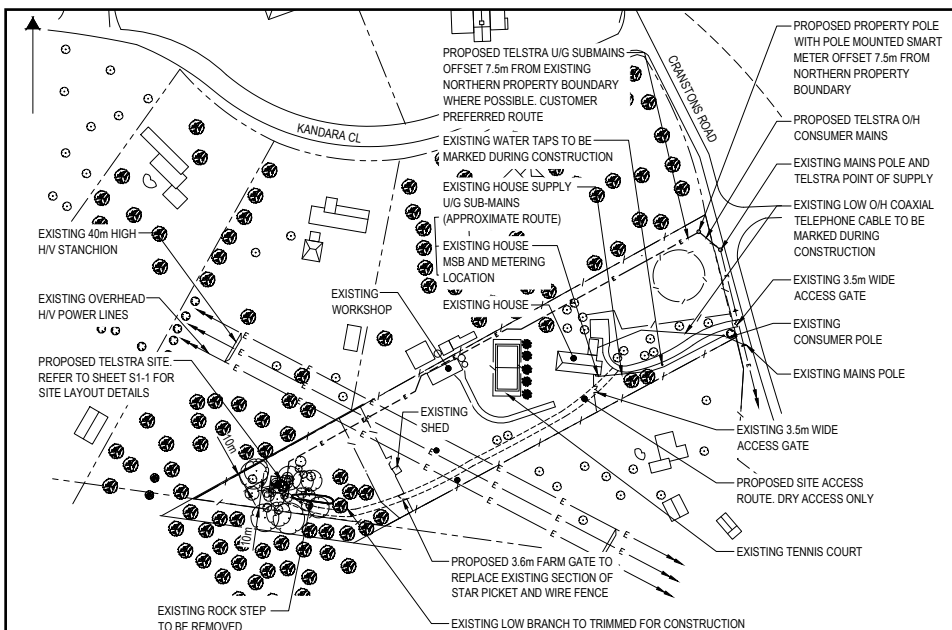 PROPOSED TELSTRA U/G SUBMAINS
OFFSET 7.5m FROM EXISTING
NORTHERN PROPERTY BOUNDARY
WHERE POSSIBLE. CUSTOMER
PREFERRED ROUTE
EXISTING WATER TAPS TO BE
MARKED DURING CONSTRUCTION
EXISTING HOUSE SUPPLY
U/G SUB-MAINS
(APPROXIMATE ROUTE)
EXISTING HOUSE
MSB AND METERING
LOCATION
EXISTING HOUSE
KANDARA CL
CRANSTONS ROAD
PROPOSED PROPERTY POLE
WITH POLE MOUNTED SMART
METER OFFSET 7.5m FROM
NORTHERN PROPERTY
BOUNDARY
PROPOSED TELSTRA O/H
CONSUMER MAINS
EXISTING MAINS POLE AND
TELSTRA POINT OF SUPPLY
EXISTING LOW O/H COAXIAL
TELEPHONE CABLE TO BE
MARKED DURING
CONSTRUCTION
EXISTING 3.5m WIDE
ACCESS GATE
EXISTING
CONSUMER POLE
EXISTING MAINS POLE
EXISTING 3.5m WIDE
ACCESS GATE
PROPOSED SITE ACCESS
ROUTE. DRY ACCESS ONLY
EXISTING TENNIS COURT
EXISTING 40m HIGH
H/V STANCHION
EXISTING OVERHEAD
H/V POWER LINES
PROPOSED TELSTRA SITE.
REFER TO SHEET S1-1 FOR
SITE LAYOUT DETAILS
EXISTING
WORKSHOP
EXISTING
SHED
10m
10m
PROPOSED 3.6m FARM GATE TO
REPLACE EXISTING SECTION OF
STAR PICKET AND WIRE FENCE
EXISTING ROCK STEP
TO BE REMOVED
EXISTING LOW BRANCH TO TRIMMED FOR CONSTRUCTION